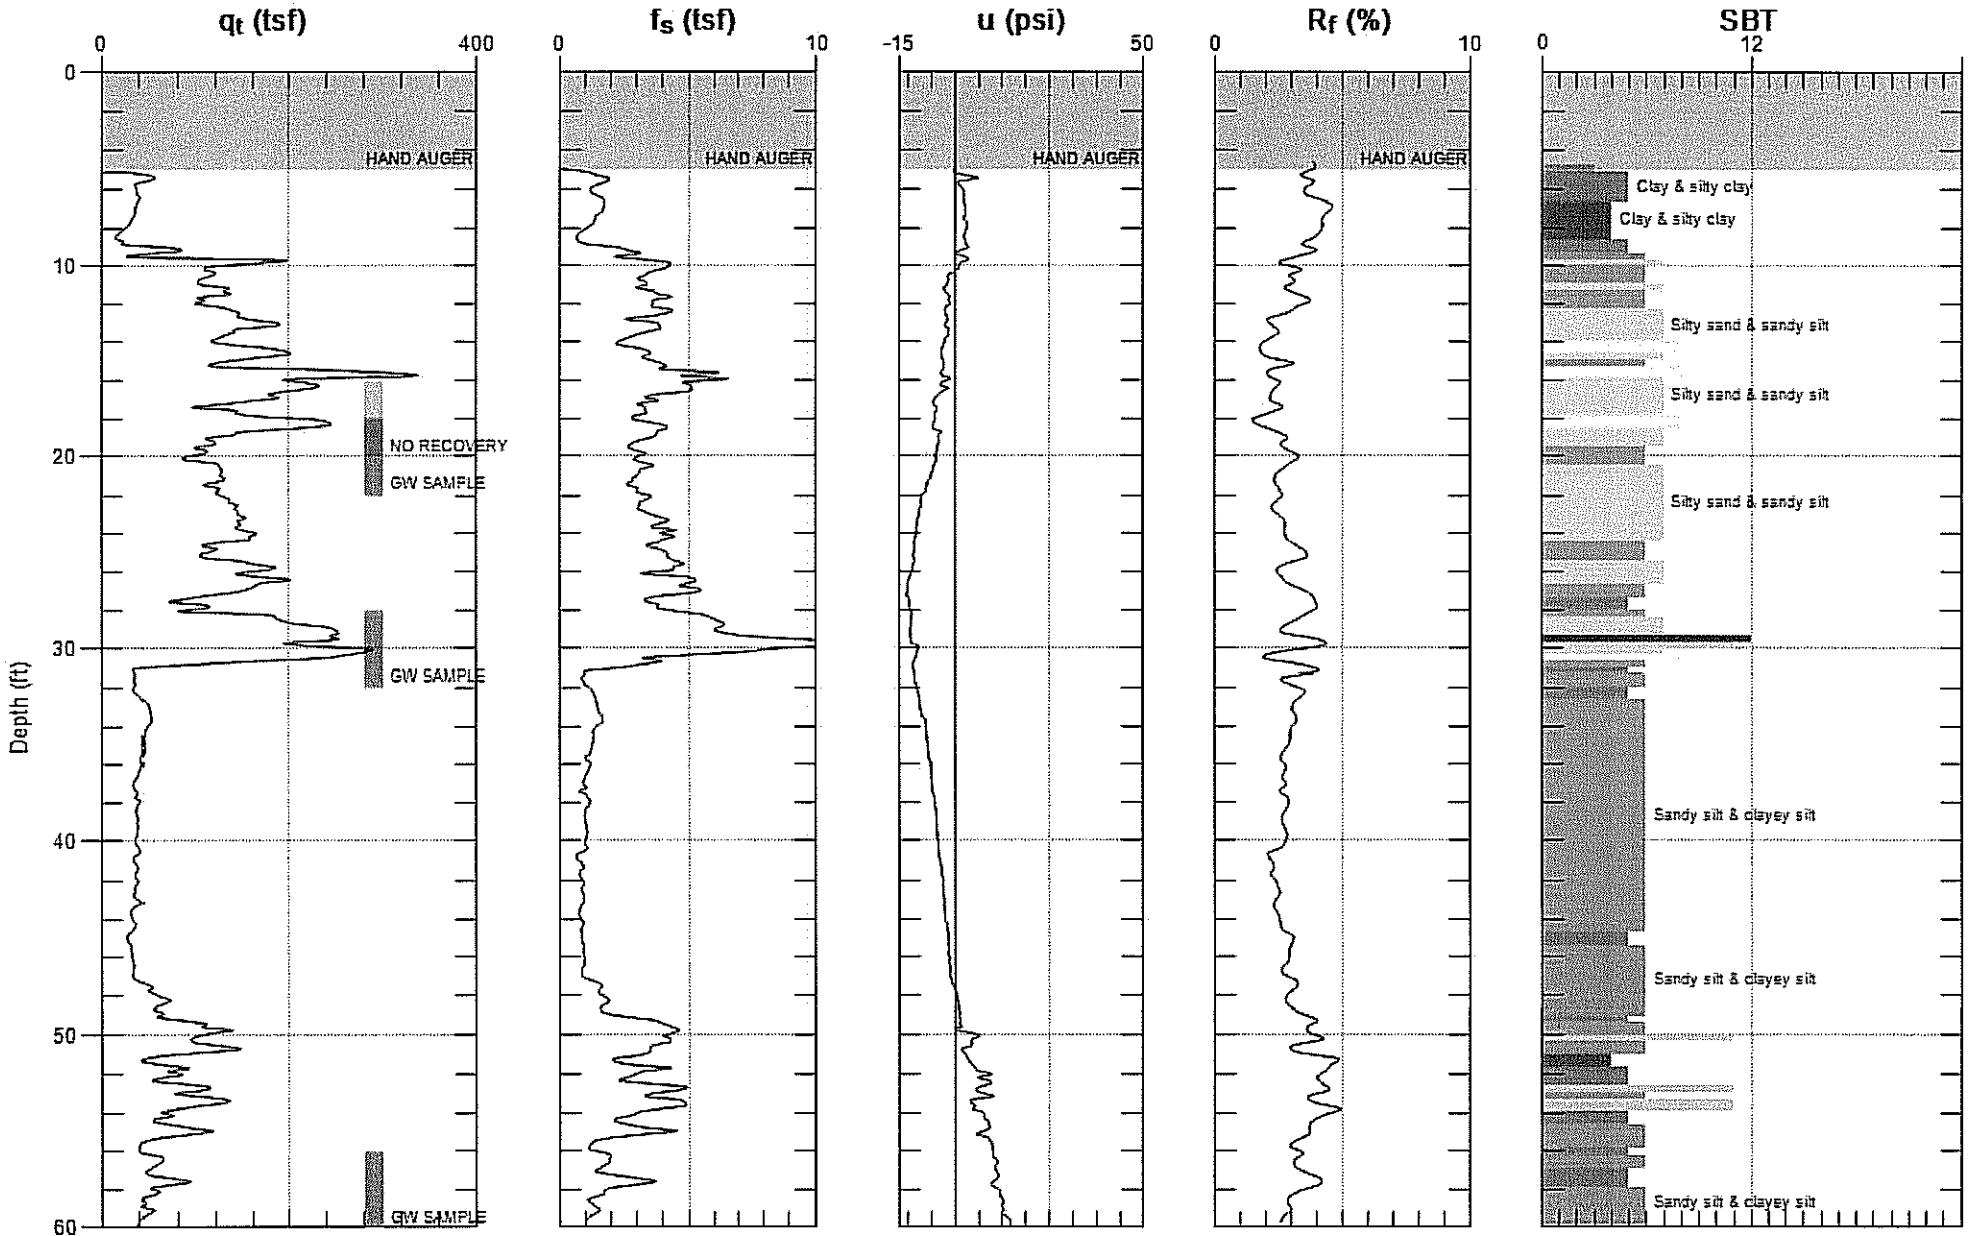 qt (tsf)
fs (tsf)
u (psi)
Rf (%)
SBT
0
400
0
10
-15
50
0
10
0
12
0
HAND AUGER
HAND AUGER
HAND AUGER
HAND AUGER
Clay & silty clay
Clay & silty clay
10
Silty sand & sandy silt
Silty sand & sandy silt
NO RECOVERY
20
GW SAMPLE
Silty sand & sandy silt
30
GW SAMPLE
Depth (ft)
Sandy silt & clayey silt
40
Sandy silt & clayey silt
50
Sandy silt & clayey silt
GW SAMPLE
60